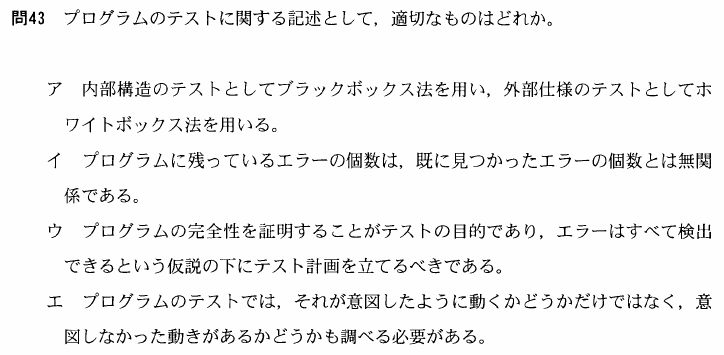 問43 プログラムのテストに関する記述として，適切なものはどれか。
ア 内部構造のテストとしてブラックボックス法を用い，外部仕様のテストとしてホ
ワイトボックス法を用いる。
イ プログラムに残っているエラーの個数は，既に見つかったエラーの個数とは無関
係である。
ウ プログラムの完全性を証明することがテストの目的であり，エラーはすべて検出
できるという仮説の下にテスト計画を立てるべきである。
エ プログラムのテストでは，それが意図したように動くかどうかだけではなく，意
図しなかった動きがあるかどうかも調べる必要がある。